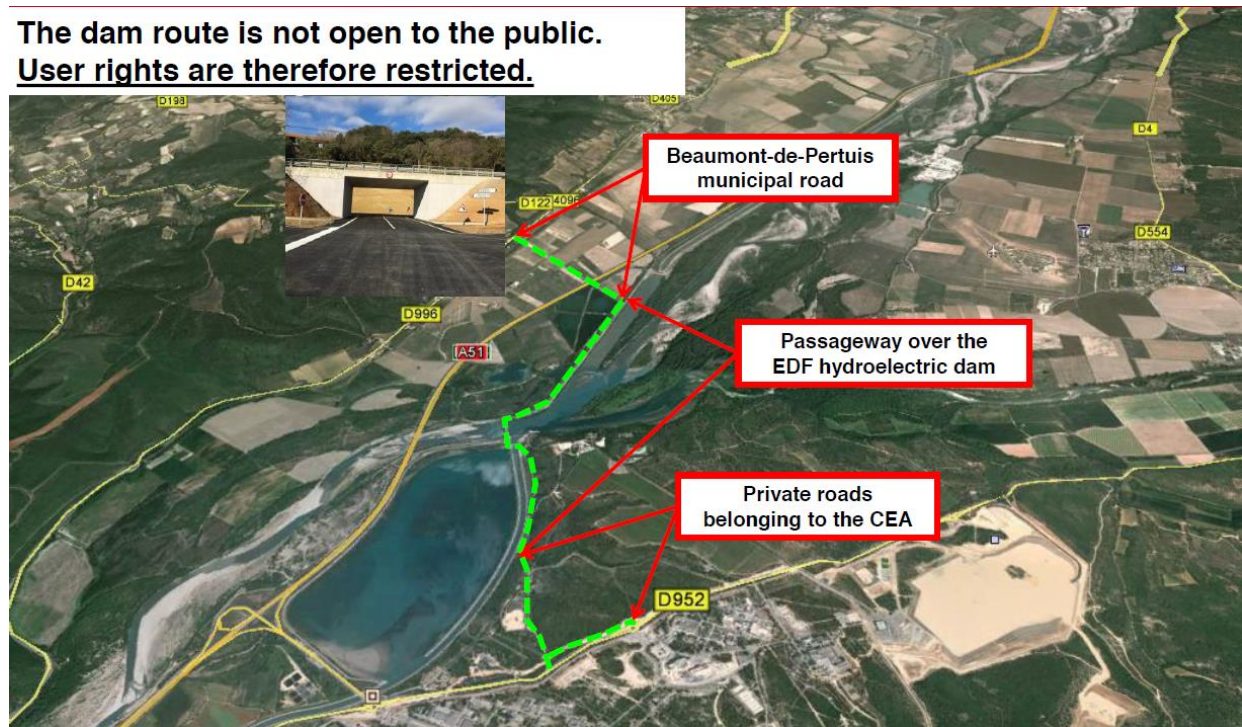 The dam route is not open to the public.
User rights are therefore restricted.
D198
D405
D4
Beaumont-de-Pertuis
municipal road
D122
4096
D554
D42
D996
A51
Passageway over the
EDF hydroelectric dam
Private roads
belonging to the CEA
D952